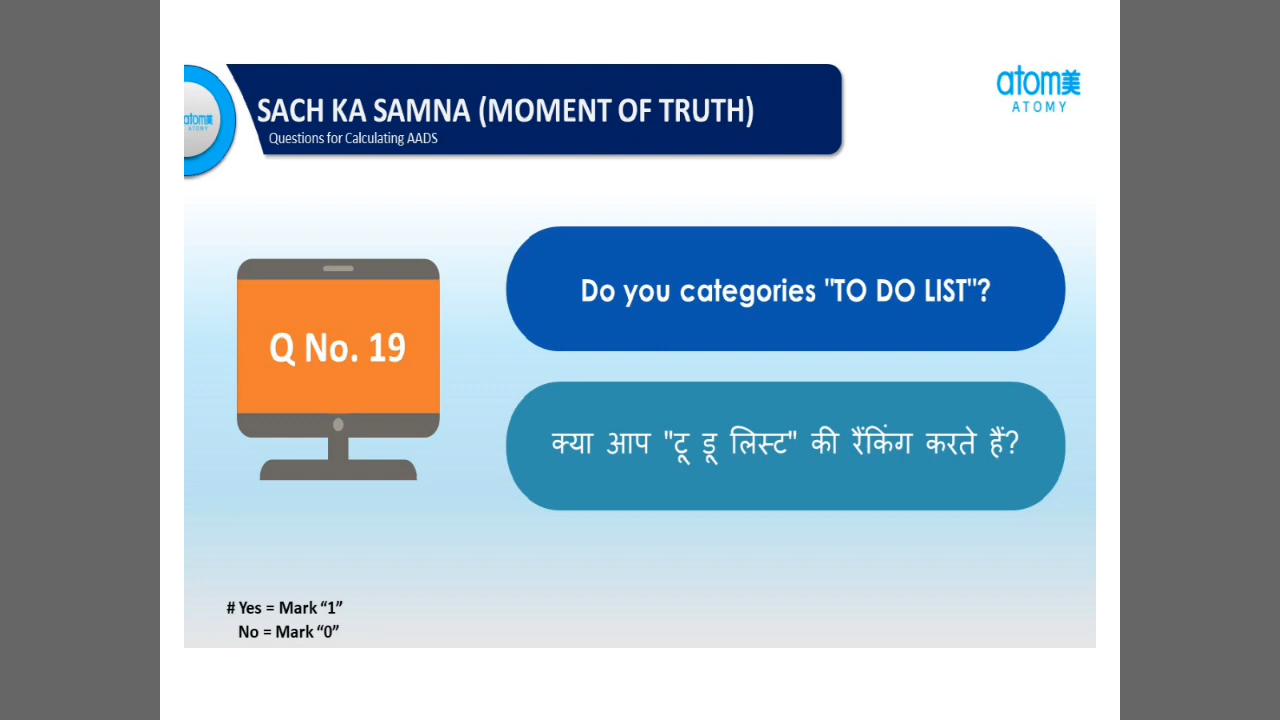 SACH KA SAMNA (MOMENT OF TRUTH)
Questions for Calculating AADS
atom美
ATOMY
atom美
ATOMY
Do you categories "TO DO LIST"?
Q No. 19
क्या आप "टू डू लिस्ट" की रैंकिंग करते हैं?
# Yes = Mark “1”
No = Mark “0”